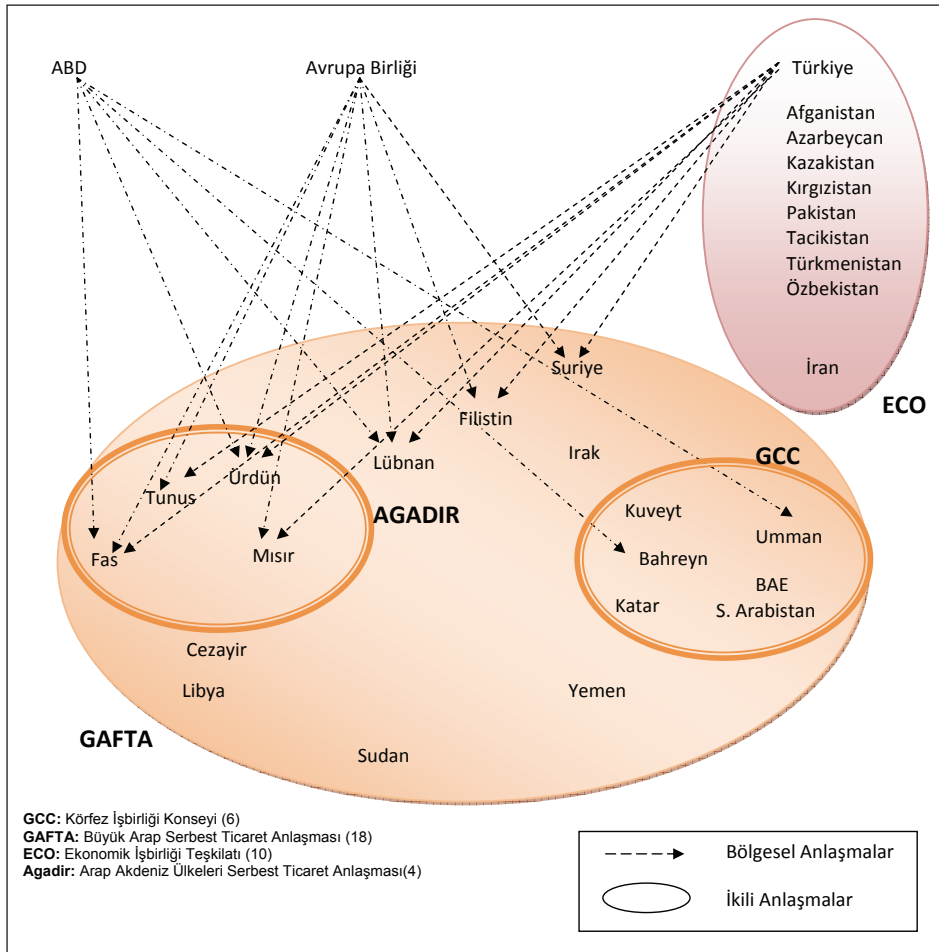 ABD
Avrupa Birliği
Türkiye
Afganistan
Azarbeycan
Kazakistan
Kırgızistan
Pakistan
Tacikistan
Türkmenistan
Özbekistan
İran
ECO
Suriye
Filistin
Irak
Lübnan
GCC
Ürdün
Tunus
AGADIR
Kuveyt
Umman
Fas
Mısır
Bahreyn
BAE
Katar
S. Arabistan
Cezayir
Libya
Yemen
GAFTA
Sudan
GCC: Körfez İşbirliği Konseyi (6)
GAFTA: Büyük Arap Serbest Ticaret Anlaşması (18)
ECO: Ekonomik İşbirliği Teşkilatı (10)
Agadir: Arap Akdeniz Ülkeleri Serbest Ticaret Anlaşması(4)
Bölgesel Anlaşmalar
İkili Anlaşmalar